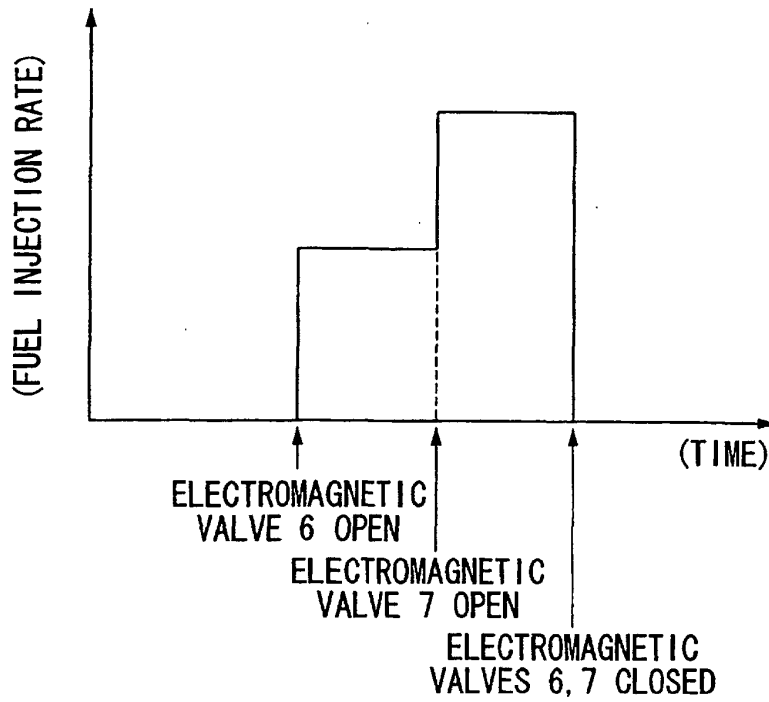 (FUEL INJECTION RATE)
(TIME)
ELECTROMAGNETIC
VALVE 6 OPEN
ELECTROMAGNETIC
VALVE 7 OPEN
ELECTROMAGNETIC
VALVES 6,7 CLOSED